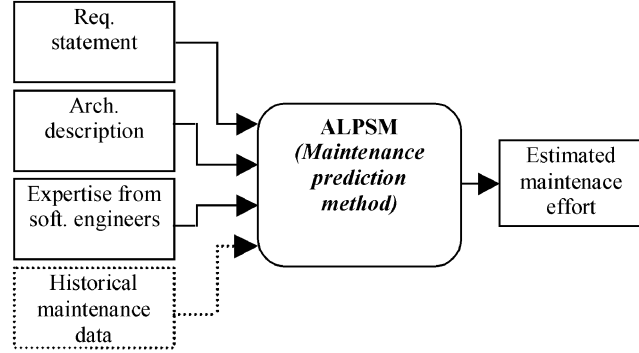 Req.
statement
Arch.
description
Expertise from
soft. engineers
Historical
maintenance
data
ALPSM
(Maintenance
prediction
method)
Estimated
maintenace
effort